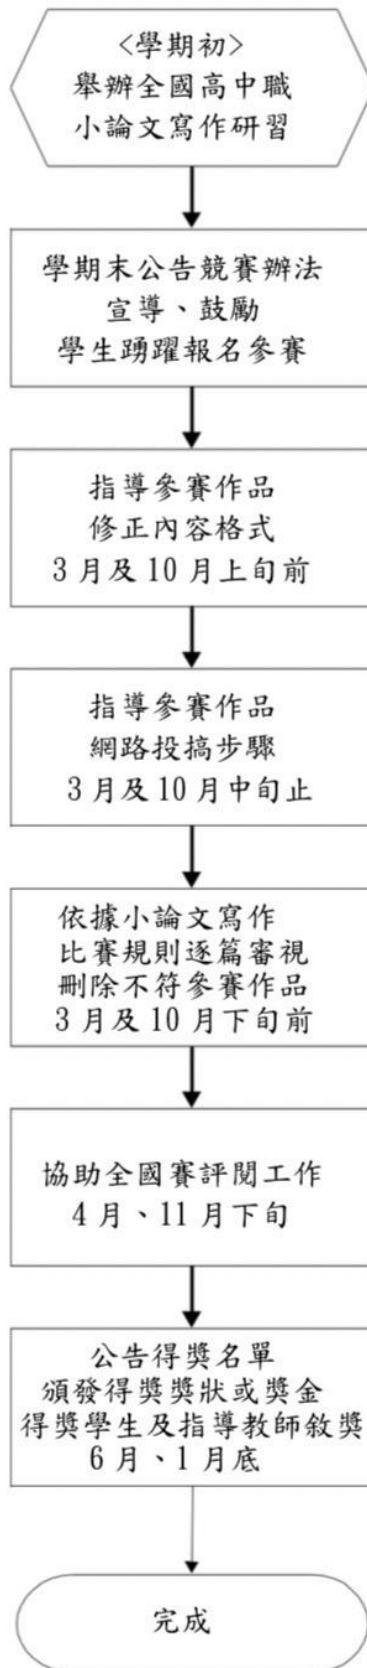 <學期初>
舉辦全國高中職
小論文寫作研習
學期末公告競賽辦法
宣導、鼓勵
學生踴躍報名參賽
指導參賽作品
修正內容格式
3 月及 10 月上旬前
指導參賽作品
網路投搞步驟
3 月及 10 月中旬止
依據小論文寫作
比賽規則逐篇審視
刪除不符參賽作品
3 月及 10 月下旬前
協助全國賽評閱工作
4 月、11 月下旬
公告得獎名單
頒發得獎獎狀或獎金
得獎學生及指導教師敘獎
6 月、1 月底
完成